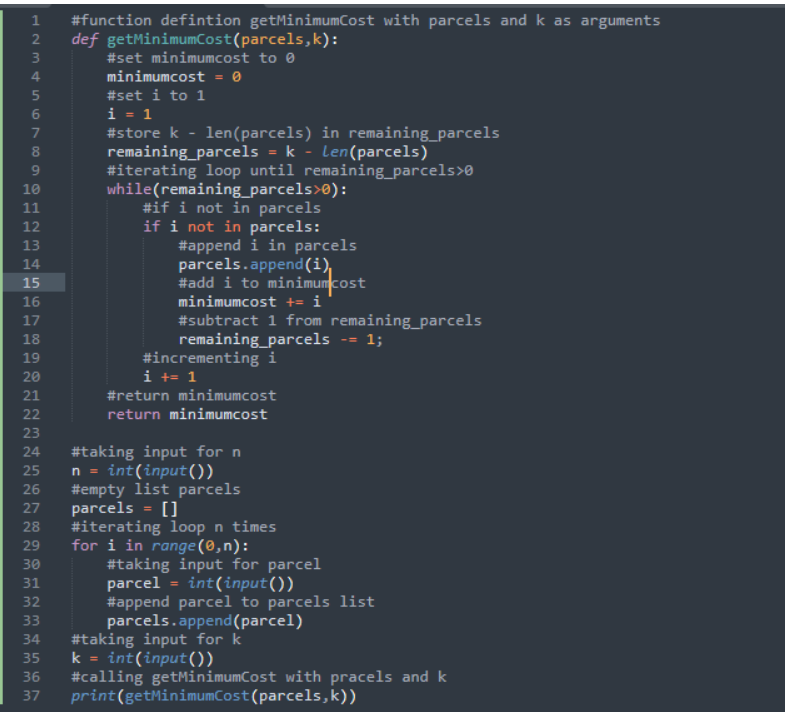 1 #function defintion getMinimumCost with parcels and k as arguments
2 def getMinimumCost(parcels,k):
3     #set minimumcost to 0
4     minimumcost = 0
5     #set i to 1
6     i = 1
7     #store k - len(parcels) in remaining_parcels
8     remaining_parcels = k - len(parcels)
9     #iterating loop until remaining_parcels>0
10     while(remaining_parcels>0):
11         #if i not in parcels
12         if i not in parcels:
13             #append i in parcels
14             parcels.append(i)
15             #add i to minimumcost
16             minimumcost += i
17             #subtract 1 from remaining_parcels
18             remaining_parcels -= 1;
19         #incrementing i
20         i += 1
21     #return minimumcost
22     return minimumcost
23
24 #taking input for n
25 n = int(input())
26 #empty list parcels
27 parcels = []
28 #iterating loop n times
29 for i in range(0,n):
30     #taking input for parcel
31     parcel = int(input())
32     #append parcel to parcels list
33     parcels.append(parcel)
34 #taking input for k
35 k = int(input())
36 #calling getMinimumCost with pracels and k
37 print(getMinimumCost(parcels,k))